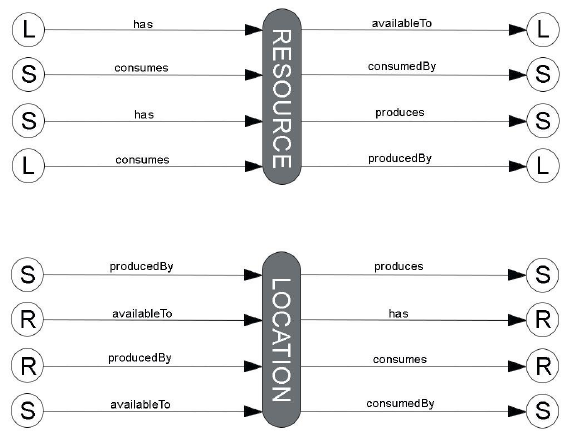 L has availableTo L
S consumes consumedBy S
S has produces S
L consumes producedBy L
RESOURCE
S producedBy produces S
R availableTo has R
R producedBy consumes R
S availableTo consumedBy S
LOCATION